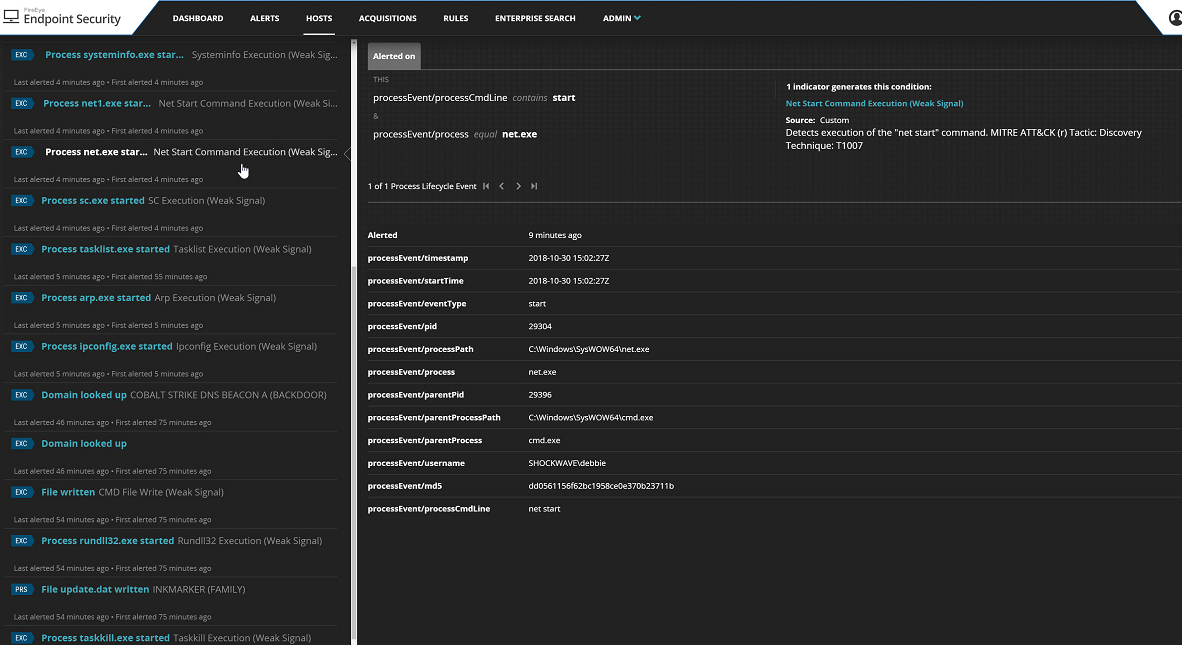 FireEye
Endpoint Security
DASHBOARD ALERTS HOSTS ACQUISITIONS RULES ENTERPRISE SEARCH ADMIN
EXC Process systeminfo.exe star... Systeminfo Execution (Weak Sig...
Last alerted 4 minutes ago • First alerted 4 minutes ago
EXC Process net1.exe star... Net Start Command Execution (Weak Si...
Last alerted 4 minutes ago • First alerted 4 minutes ago
EXC Process net.exe star... Net Start Command Execution (Weak Sig...
Last alerted 4 minutes ago • First alerted 4 minutes ago
EXC Process sc.exe started SC Execution (Weak Signal)
Last alerted 4 minutes ago • First alerted 4 minutes ago
EXC Process tasklist.exe started Tasklist Execution (Weak Signal)
Last alerted 5 minutes ago • First alerted 55 minutes ago
EXC Process arp.exe started Arp Execution (Weak Signal)
Last alerted 5 minutes ago • First alerted 5 minutes ago
EXC Process ipconfig.exe started Ipconfig Execution (Weak Signal)
Last alerted 5 minutes ago • First alerted 5 minutes ago
EXC Domain looked up COBALT STRIKE DNS BEACON A (BACKDOOR)
Last alerted 46 minutes ago • First alerted 75 minutes ago
EXC Domain looked up
Last alerted 46 minutes ago • First alerted 75 minutes ago
EXC File written CMD File Write (Weak Signal)
Last alerted 54 minutes ago • First alerted 75 minutes ago
EXC Process rundll32.exe started Rundll32 Execution (Weak Signal)
Last alerted 54 minutes ago • First alerted 75 minutes ago
PRS File update.dat written INKMARKER (FAMILY)
Last alerted 54 minutes ago • First alerted 75 minutes ago
EXC Process taskkill.exe started Taskkill Execution (Weak Signal)
Alerted on
THIS
processEvent/processCmdLine contains start
&
processEvent/process equal net.exe
1 indicator generates this condition:
Net Start Command Execution (Weak Signal)
Source: Custom
Detects execution of the "net start" command. MITRE ATT&CK (r) Tactic: Discovery
Technique: T1007
1 of 1 Process Lifecycle Event
Alerted 9 minutes ago
processEvent/timestamp 2018-10-30 15:02:27Z
processEvent/startTime 2018-10-30 15:02:27Z
processEvent/eventType start
processEvent/pid 29304
processEvent/processPath C:\Windows\SysWOW64\net.exe
processEvent/process net.exe
processEvent/parentPid 29396
processEvent/parentProcessPath C:\Windows\SysWOW64\cmd.exe
processEvent/parentProcess cmd.exe
processEvent/username SHOCKWAVE\debbie
processEvent/md5 dd0561156f62bc1958ce0e370b23711b
processEvent/processCmdLine net start